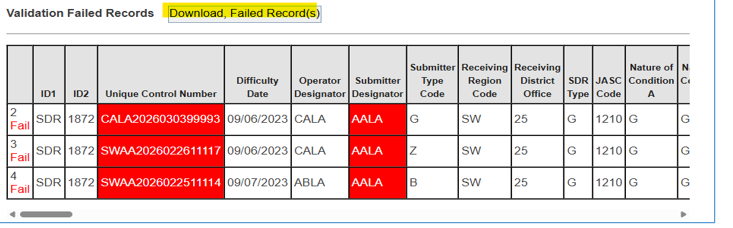 Validation Failed Records Download, Failed Record(s)
ID1 ID2 Unique Control Number Difficulty Date Operator Designator Submitter Designator Submitter Type Code Receiving Region Code Receiving District Office SDR Type JASC Code Nature of Condition A
2 Fail SDR 1872 CALA2026030399993 09/06/2023 CALA AALA G SW 25 G 1210 G G
3 Fail SDR 1872 SWAA2026022611117 09/06/2023 CALA AALA Z SW 25 G 1210 G G
4 Fail SDR 1872 SWAA2026022511114 09/07/2023 ABLA AALA B SW 25 G 1210 G G